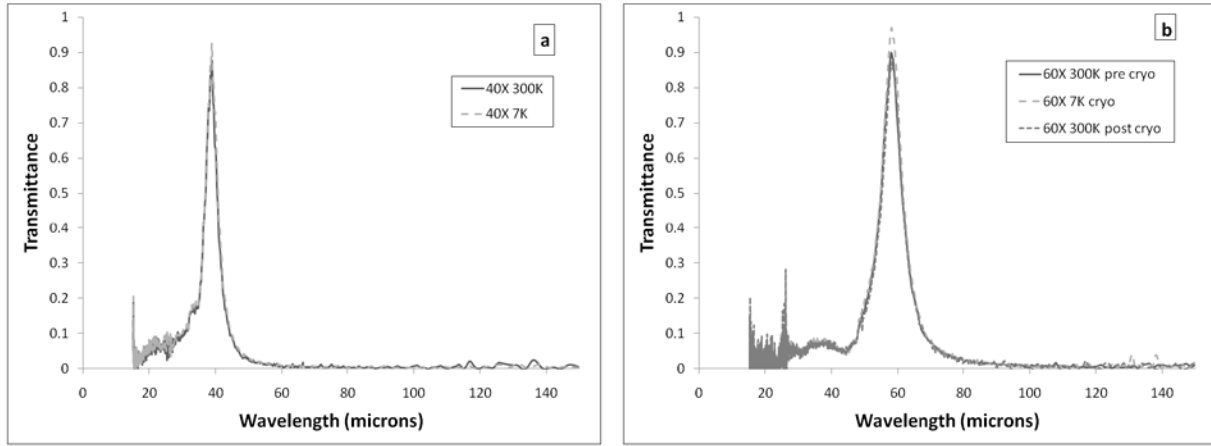 a
1
0.9
0.8
0.7
0.6
0.5
0.4
0.3
0.2
0.1
0
Transmittance
40X 300K
40X 7K
0 20 40 60 80 100 120 140
Wavelength (microns)
b
1
0.9
0.8
0.7
0.6
0.5
0.4
0.3
0.2
0.1
0
Transmittance
60X 300K pre cryo
60X 7K cryo
60X 300K post cryo
0 20 40 60 80 100 120 140
Wavelength (microns)